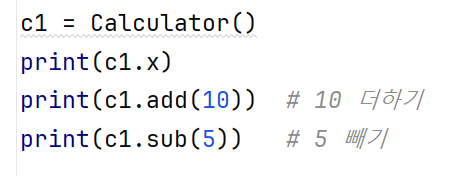 c1 = Calculator()
print(c1.x)
print(c1.add(10))  # 10 더하기
print(c1.sub(5))   # 5 빼기